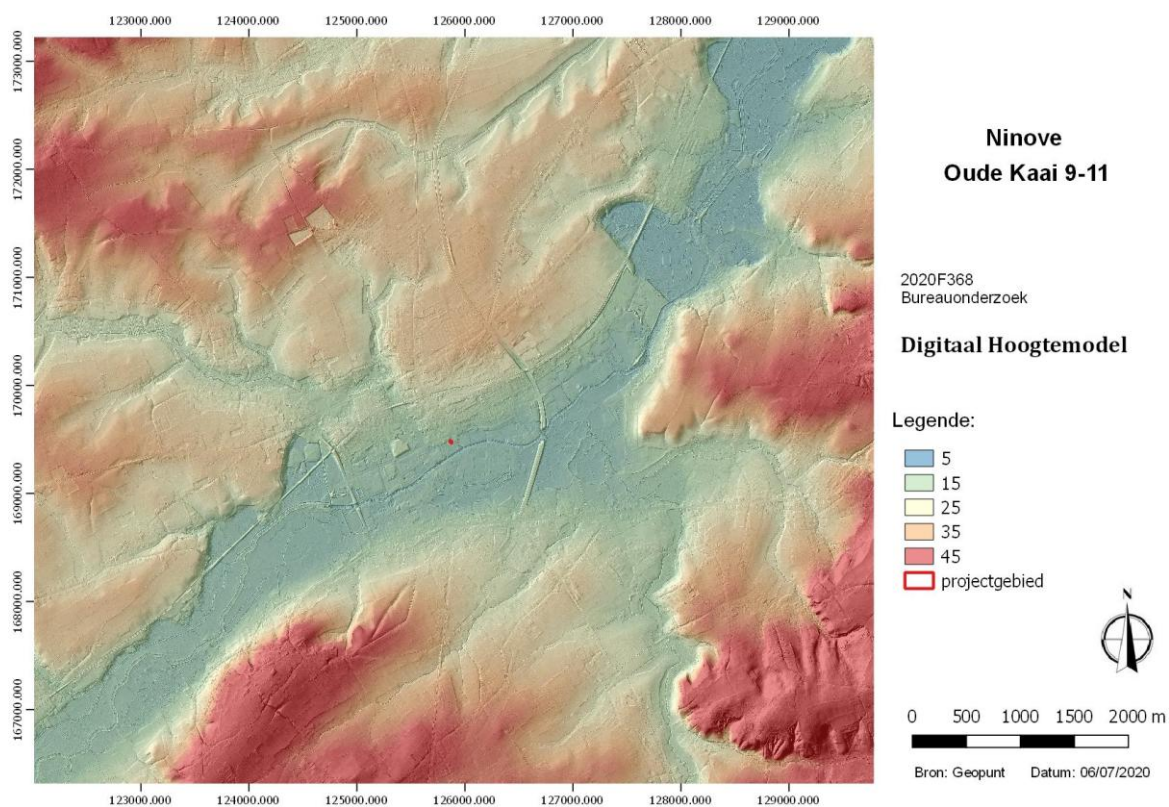 123000.000 124000.000 125000.000 126000.000 127000.000 128000.000 129000.000
173000.000
172000.000
171000.000
170000.000
169000.000
168000.000
167000.000
123000.000 124000.000 125000.000 126000.000 127000.000 128000.000 129000.000
Ninove
Oude Kaai 9-11
2020F368
Bureauonderzoek
Digitaal Hoogtemodel
Legende:
5
15
25
35
45
projectgebied
N
0 500 1000 1500 2000 m
Bron: Geopunt Datum: 06/07/2020